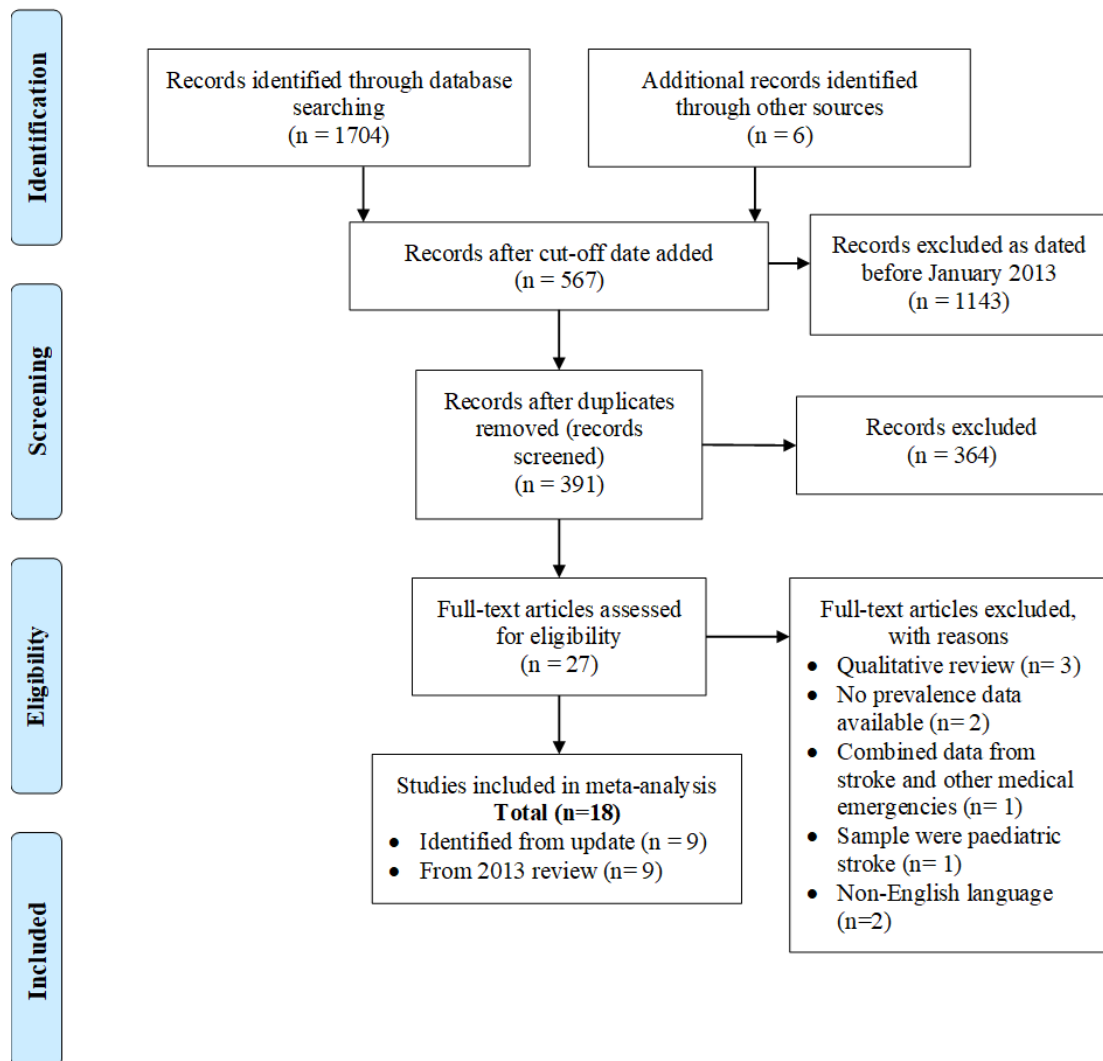 Identification
Records identified through database
searching
(n = 1704)
Additional records identified
through other sources
(n = 6)
Records after cut-off date added
(n = 567)
Records excluded as dated
before January 2013
(n = 1143)
Screening
Records after duplicates
removed (records
screened)
(n = 391)
Records excluded
(n = 364)
Eligibility
Full-text articles assessed
for eligibility
(n = 27)
Full-text articles excluded,
with reasons
• Qualitative review (n= 3)
• No prevalence data
available (n= 2)
• Combined data from
stroke and other medical
emergencies (n= 1)
• Sample were paediatric
stroke (n= 1)
• Non-English language
(n=2)
Included
Studies included in meta-analysis
Total (n=18)
• Identified from update (n = 9)
• From 2013 review (n= 9)